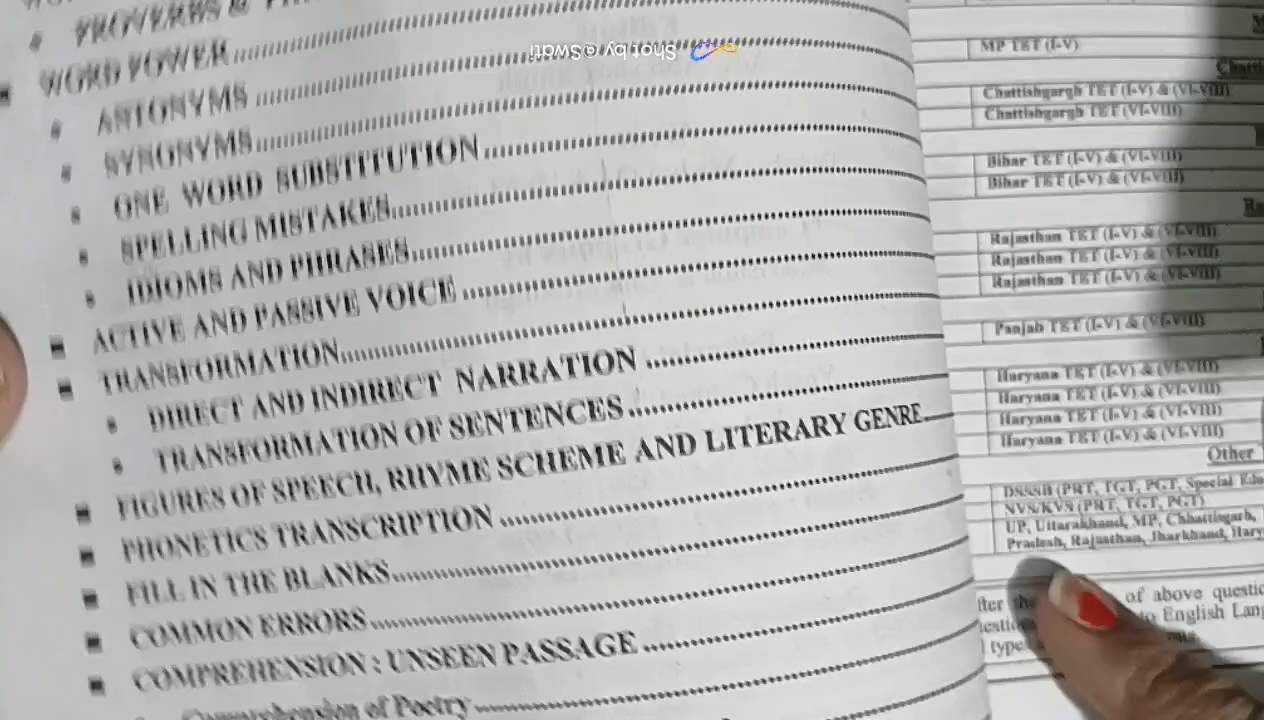 PROVERBS &
WORD POWER
ANTONYMS
SYNONYMS
ONE WORD SUBSTITUTION
SPELLING MISTAKES
IDIOMS AND PHRASES
ACTIVE AND PASSIVE VOICE
TRANSFORMATION
DIRECT AND INDIRECT NARRATION
TRANSFORMATION OF SENTENCES
FIGURES OF SPEECH, RHYME SCHEME AND LITERARY GENRE
PHONETICS TRANSCRIPTION
FILL IN THE BLANKS
COMMON ERRORS
COMPREHENSION : UNSEEN PASSAGE
Comprehension of Poetry
Shot by @Swati
MP TET (I-V)
Chattishgargh TET (I-V) & (VI-VIII)
Chattishgargh TET (VI-VIII)
Bihar TET (I-V) & (VI-VIII)
Bihar TET (I-V) & (VI-VIII)
Rajasthan TET (I-V) & (VI-VIII)
Rajasthan TET (I-V) & (VI-VIII)
Rajasthan TET (I-V) & (VI-VIII)
Panjab TET (I-V) & (VI-VIII)
Haryana TET (I-V) & (VI-VIII)
Haryana TET (I-V) & (VI-VIII)
Haryana TET (I-V) & (VI-VIII)
Haryana TET (I-V) & (VI-VIII)
Other
DSSSB (PRT, TGT, PGT, Special
NVS/KVS (PRT, TGT, PGT)
UP, Uttarakhand, MP, Chhattisgarh,
Pradesh, Rajasthan, Jharkhand,
of above
to English